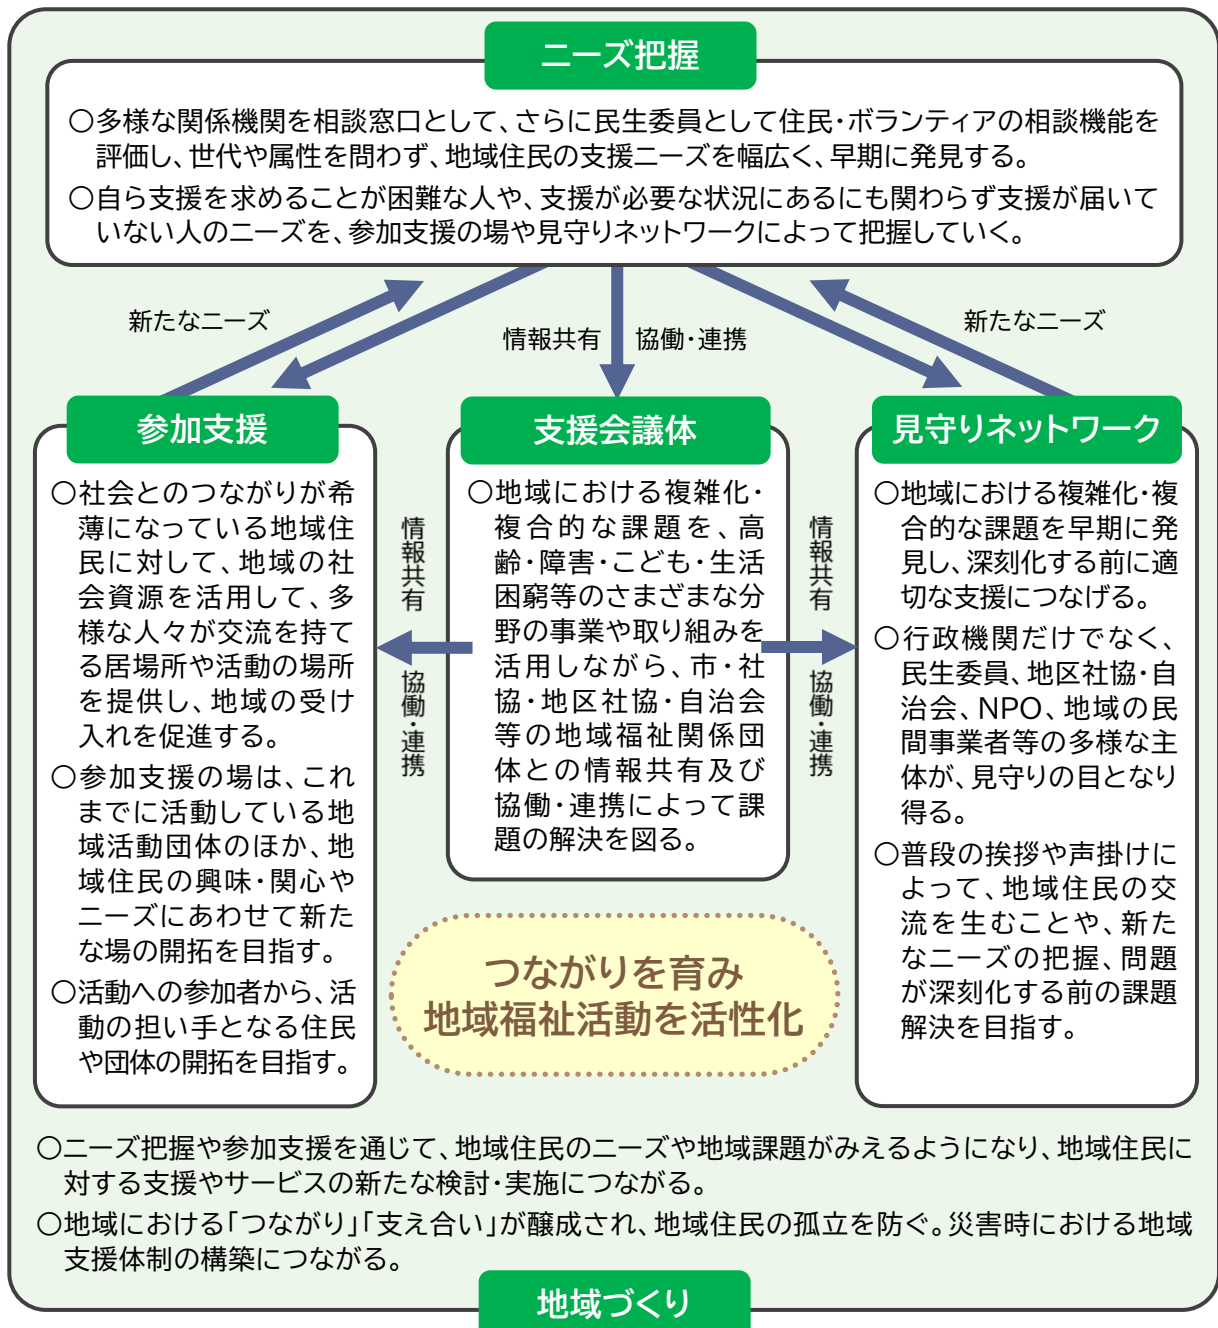 ニーズ把握
〇多様な関係機関を相談窓口として、さらに民生委員として住民・ボランティアの相談機能を
評価し、世代や属性を問わず、地域住民の支援ニーズを幅広く、早期に発見する。
〇自ら支援を求めることが困難な人や、支援が必要な状況にあるにも関わらず支援が届いて
いない人のニーズを、参加支援の場や見守りネットワークによって把握していく。
新たなニーズ
情報共有
協働・連携
新たなニーズ
参加支援
〇社会とのつながりが希
薄になっている地域住
民に対して、地域の社
会資源を活用して、多
様な人々が交流を持て
る居場所や活動の場所
を提供し、地域の受け
入れを促進する。
〇参加支援の場は、これ
までに活動している地
域活動団体のほか、地
域住民の興味・関心や
ニーズにあわせて新た
な場の開拓を目指す。
〇活動への参加者から、活
動の担い手となる住民
や団体の開拓を目指す。
情報共有
協働・連携
支援会議体
〇地域における複雑化・
複合的な課題を、高
齢・障害・こども・生活
困窮等のさまざまな分
野の事業や取り組みを
活用しながら、市・社
協・地区社協・自治会
等の地域福祉関係団
体との情報共有及び
協働・連携によって課
題の解決を図る。
情報共有
協働・連携
見守りネットワーク
〇地域における複雑化・複
合的な課題を早期に発
見し、深刻化する前に適
切な支援につなげる。
〇行政機関だけでなく、
民生委員、地区社協・自
治会、NPO、地域の民
間事業者等の多様な主
体が、見守りの目となり
得る。
〇普段の挨拶や声掛けに
よって、地域住民の交
流を生むことや、新た
なニーズの把握、問題
が深刻化する前の課題
解決を目指す。
つながりを育み
地域福祉活動を活性化
〇ニーズ把握や参加支援を通じて、地域住民のニーズや地域課題がみえるようになり、地域住民に
対する支援やサービスの新たな検討・実施につながる。
〇地域における「つながり」「支え合い」が醸成され、地域住民の孤立を防ぐ。災害時における地域
支援体制の構築につながる。
地域づくり